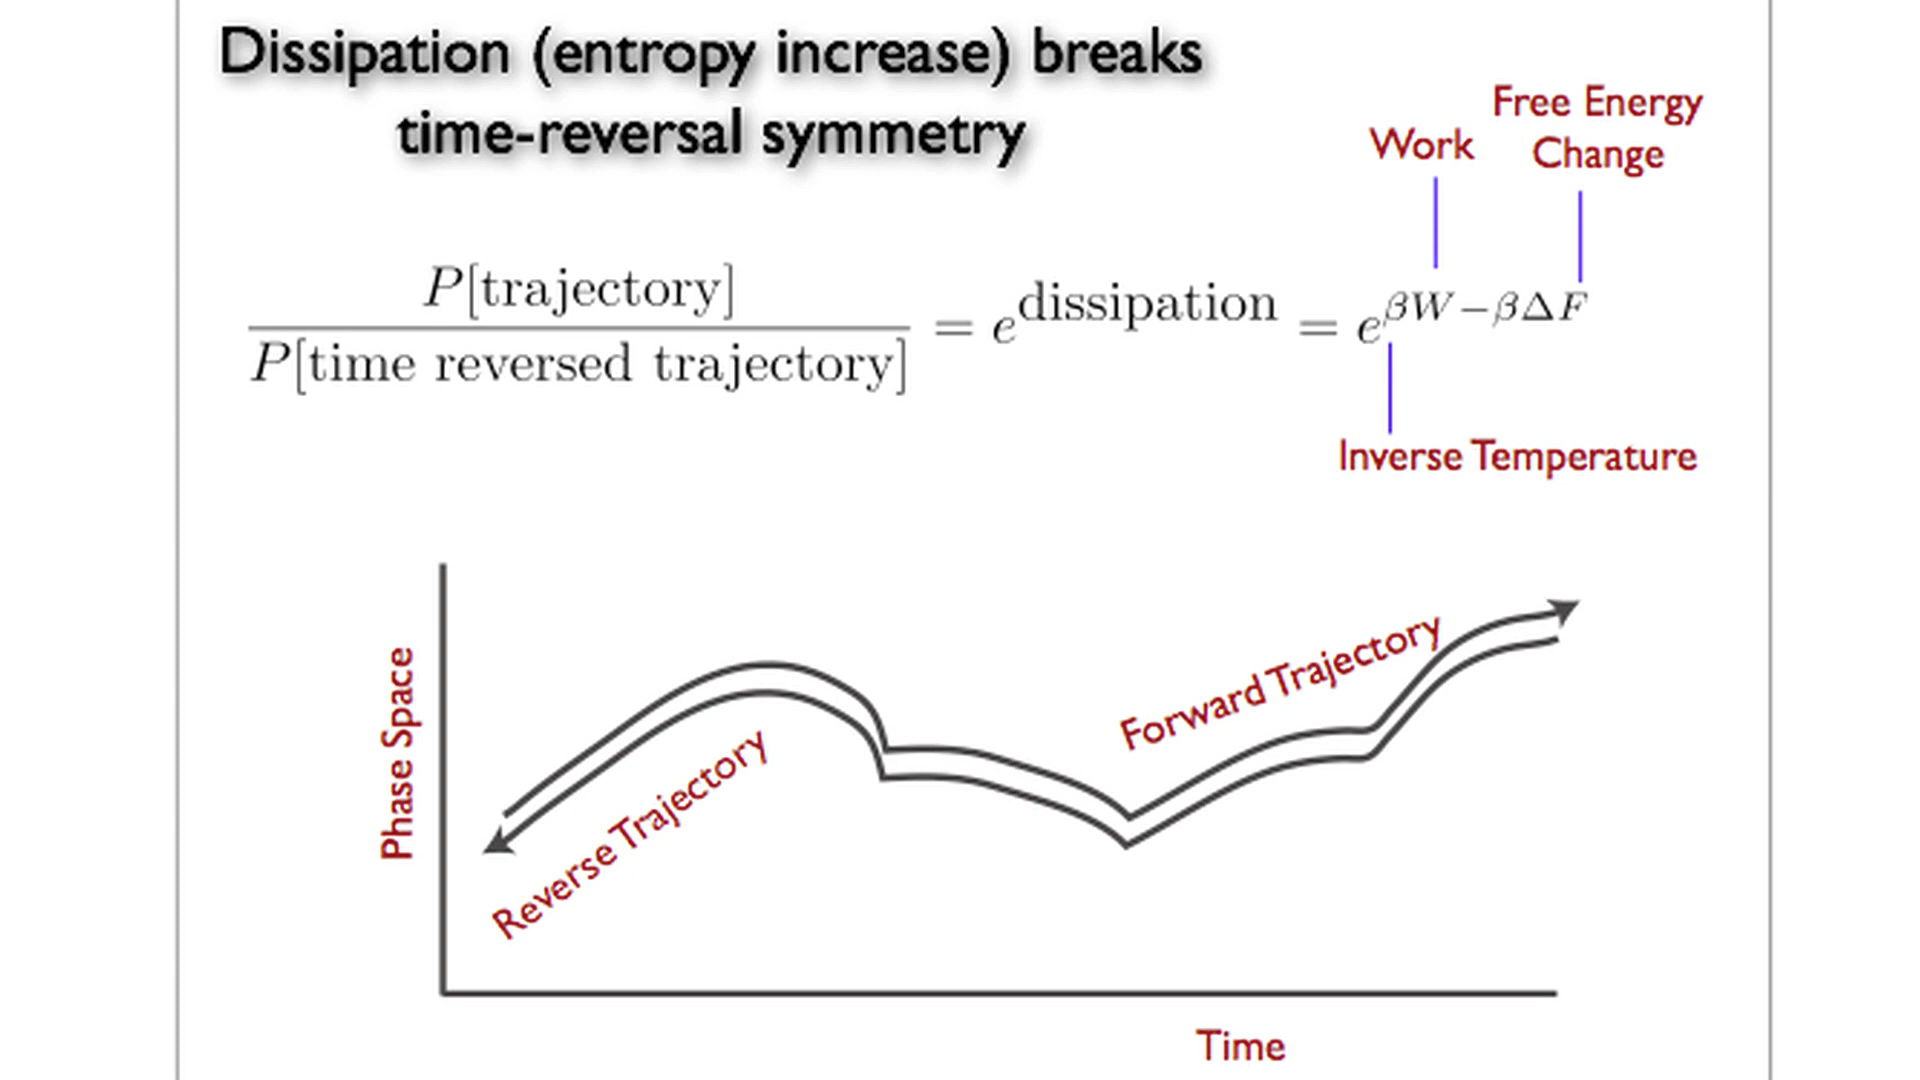 Dissipation (entropy increase) breaks
time-reversal symmetry
Free Energy
Change
Work
P[trajectory]
P[time reversed trajectory]
= e^dissipation = e^βW−βΔF
Inverse Temperature
Phase Space
Forward Trajectory
Reverse Trajectory
Time